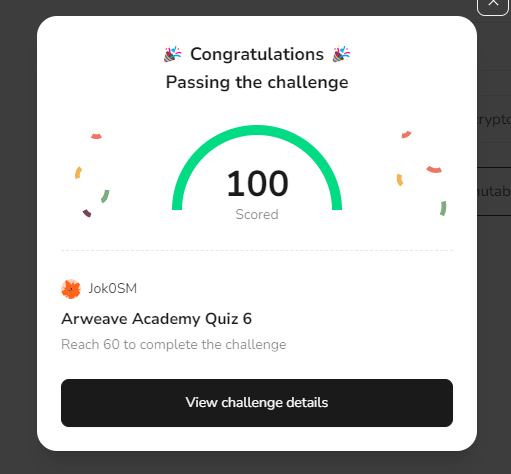 Congratulations
Passing the challenge
100
Scored
Jok0SM
Arweave Academy Quiz 6
Reach 60 to complete the challenge
View challenge details